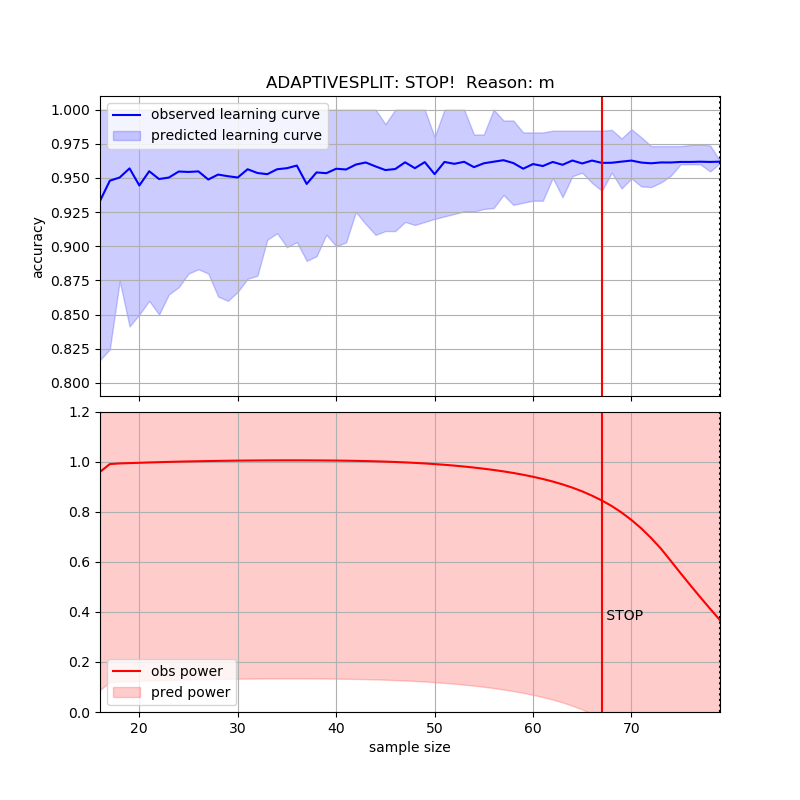 ADAPTIVESPLIT: STOP!  Reason: m
1.000
0.975
0.950
0.925
0.900
0.875
0.850
0.825
0.800
accuracy
observed learning curve
predicted learning curve
1.2
1.0
0.8
0.6
0.4
0.2
0.0
STOP
obs power
pred power
20 30 40 50 60 70
sample size